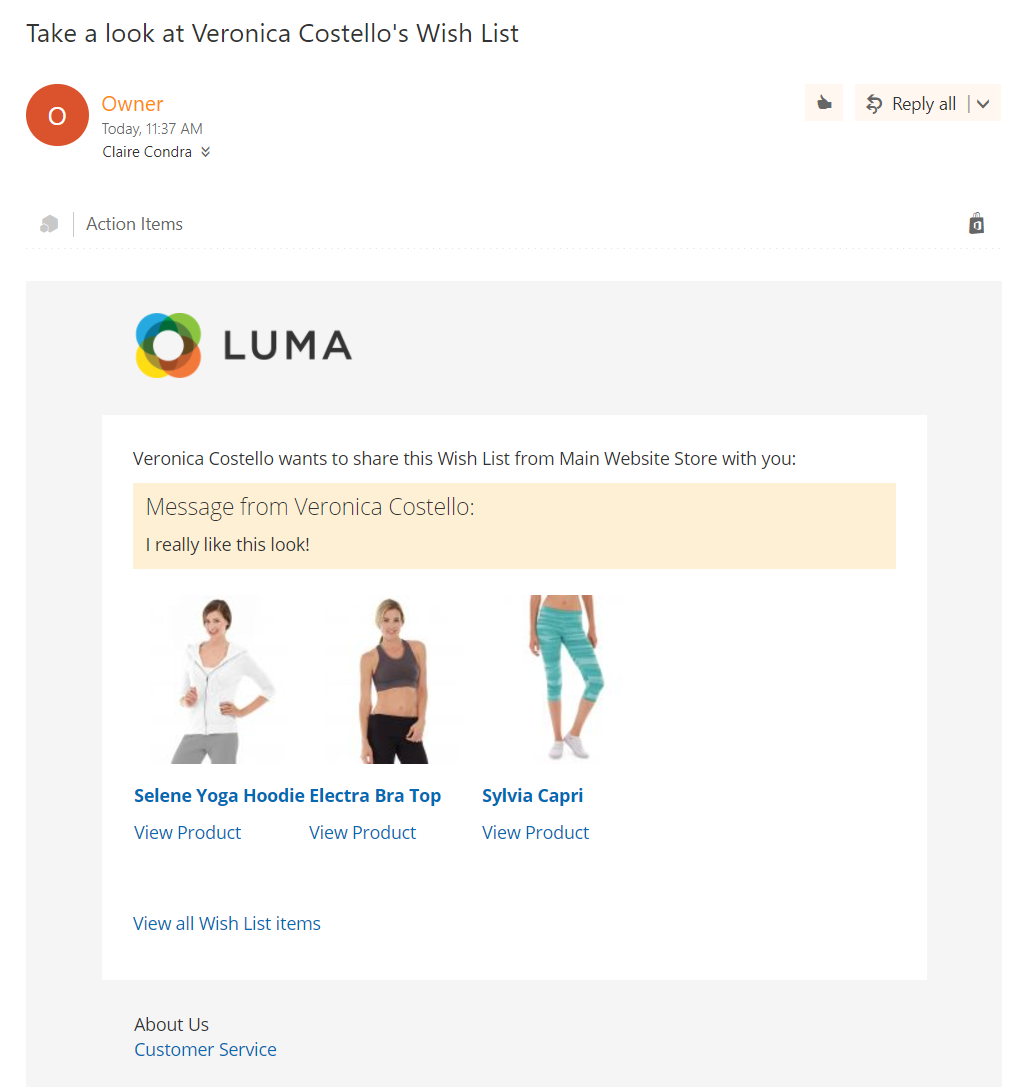 Take a look at Veronica Costello's Wish List
O
Owner
Today, 11:37 AM
Claire Condra
Reply all
Action Items
LUMA
Veronica Costello wants to share this Wish List from Main Website Store with you:
Message from Veronica Costello:
I really like this look!
Selene Yoga Hoodie Electra Bra Top Sylvia Capri
View Product View Product View Product
View all Wish List items
About Us
Customer Service